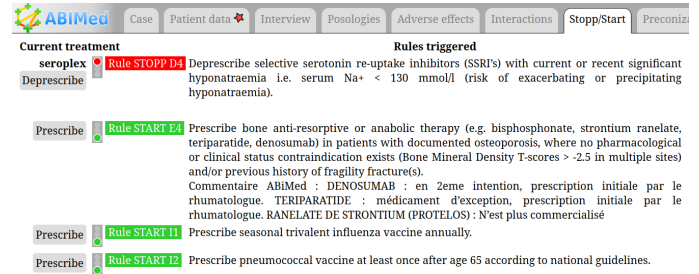 ABIMed Case Patient data Interview Posologies Adverse effects Interactions Stopp/Start Preconiza
Current treatment Rules triggered
seroplex Rule STOPP D4 Deprescribe selective serotonin re-uptake inhibitors (SSRI's) with current or recent significant
Deprescribe hyponatraemia i.e. serum Na+ < 130 mmol/l (risk of exacerbating or precipitating
hyponatraemia).
Prescribe Rule START E4 Prescribe bone anti-resorptive or anabolic therapy (e.g. bisphosphonate, strontium ranelate,
teriparatide, denosumab) in patients with documented osteoporosis, where no pharmacological
or clinical status contraindication exists (Bone Mineral Density T-scores > -2.5 in multiple sites)
and/or previous history of fragility fracture(s).
Commentaire ABiMed : DENOSUMAB : en 2eme intention, prescription initiale par le
rhumatologue. TERIPARATIDE : médicament d'exception, prescription initiale par le
rhumatologue. RANELATE DE STRONTIUM (PROTELOS) : N'est plus commercialisé
Prescribe Rule START I1 Prescribe seasonal trivalent influenza vaccine annually.
Prescribe Rule START I2 Prescribe pneumococcal vaccine at least once after age 65 according to national guidelines.